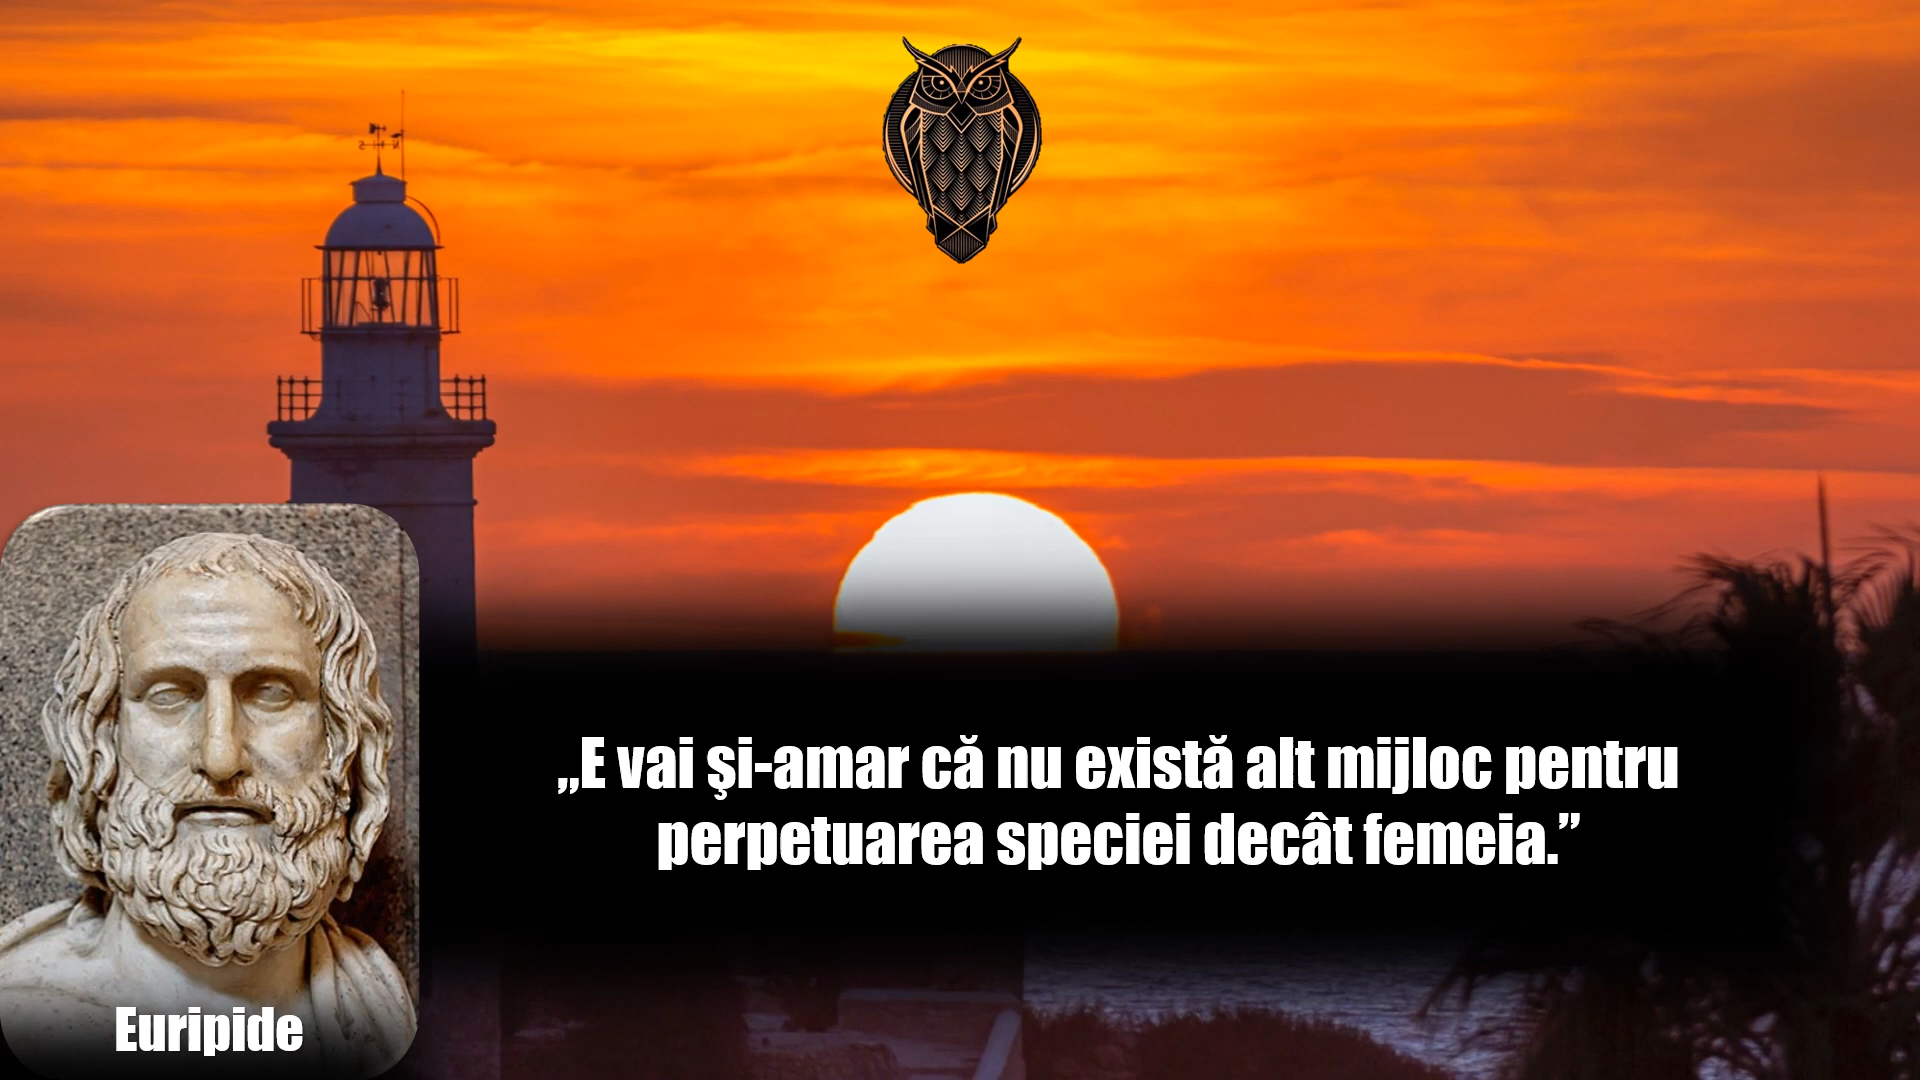 „E vai şi-amar că nu există alt mijloc pentru
perpetuarea speciei decât femeia.”
Euripide